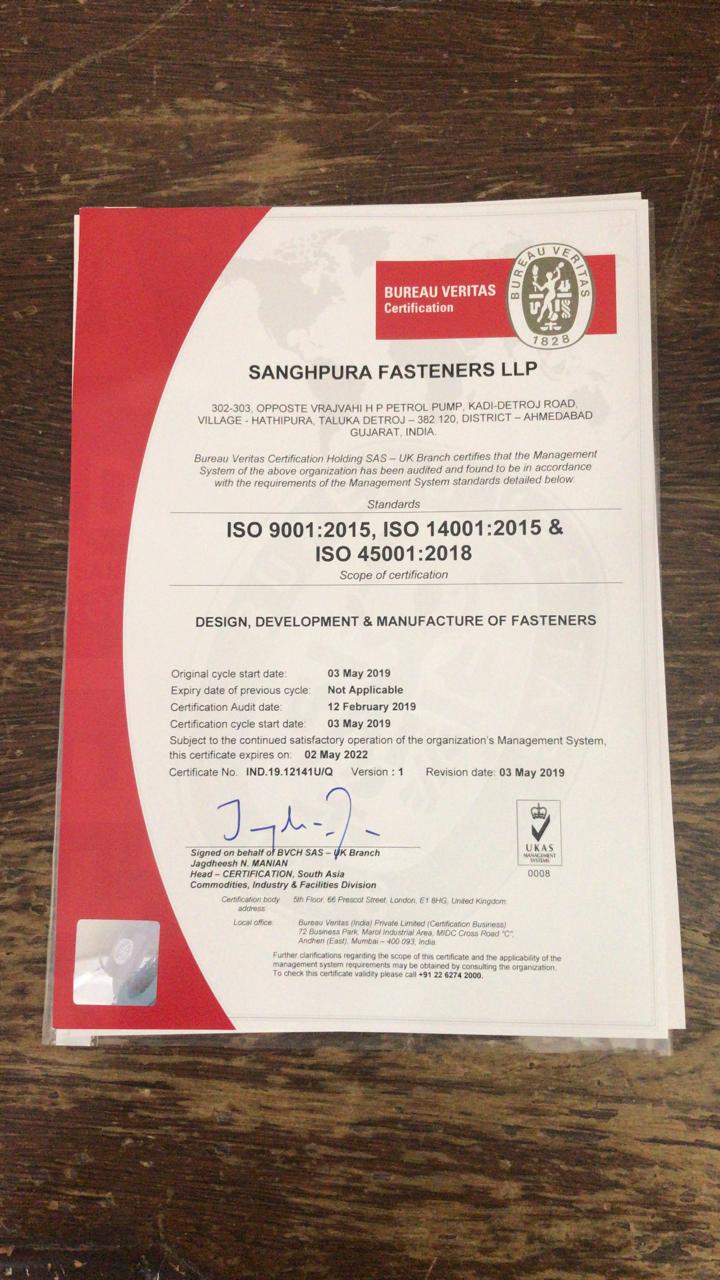 BUREAU VERITAS
Certification
BUREAU VERITAS
1828
SANGHPURA FASTENERS LLP
302-303, OPPOSTE VRAJVAHI H P PETROL PUMP, KADI-DETROJ ROAD,
VILLAGE - HATHIPURA, TALUKA DETROJ – 382 120, DISTRICT – AHMEDABAD
GUJARAT, INDIA.
Bureau Veritas Certification Holding SAS – UK Branch certifies that the Management
System of the above organization has been audited and found to be in accordance
with the requirements of the Management System standards detailed below.
Standards
ISO 9001:2015, ISO 14001:2015 &
ISO 45001:2018
Scope of certification
DESIGN, DEVELOPMENT & MANUFACTURE OF FASTENERS
Original cycle start date: 03 May 2019
Expiry date of previous cycle: Not Applicable
Certification Audit date: 12 February 2019
Certification cycle start date: 03 May 2019
Subject to the continued satisfactory operation of the organization's Management System,
this certificate expires on: 02 May 2022
Certificate No. IND.19.12141U/Q Version : 1 Revision date: 03 May 2019
Signed on behalf of BVCH SAS – UK Branch
Jagdheesh N. MANIAN
Head – CERTIFICATION, South Asia
Commodities, Industry & Facilities Division
UKAS
MANAGEMENT
SYSTEMS
0008
Certification body address: 5th Floor, 66 Prescot Street, London, E1 8HG, United Kingdom.
Local office: Bureau Veritas (India) Private Limited (Certification Business)
72 Business Park, Marol Industrial Area, MIDC Cross Road "C",
Andheri (East), Mumbai – 400 093, India.
Further clarifications regarding the scope of this certificate and the applicability of the
management system requirements may be obtained by consulting the organization.
To check this certificate validity please call +91 22 6274 2000.